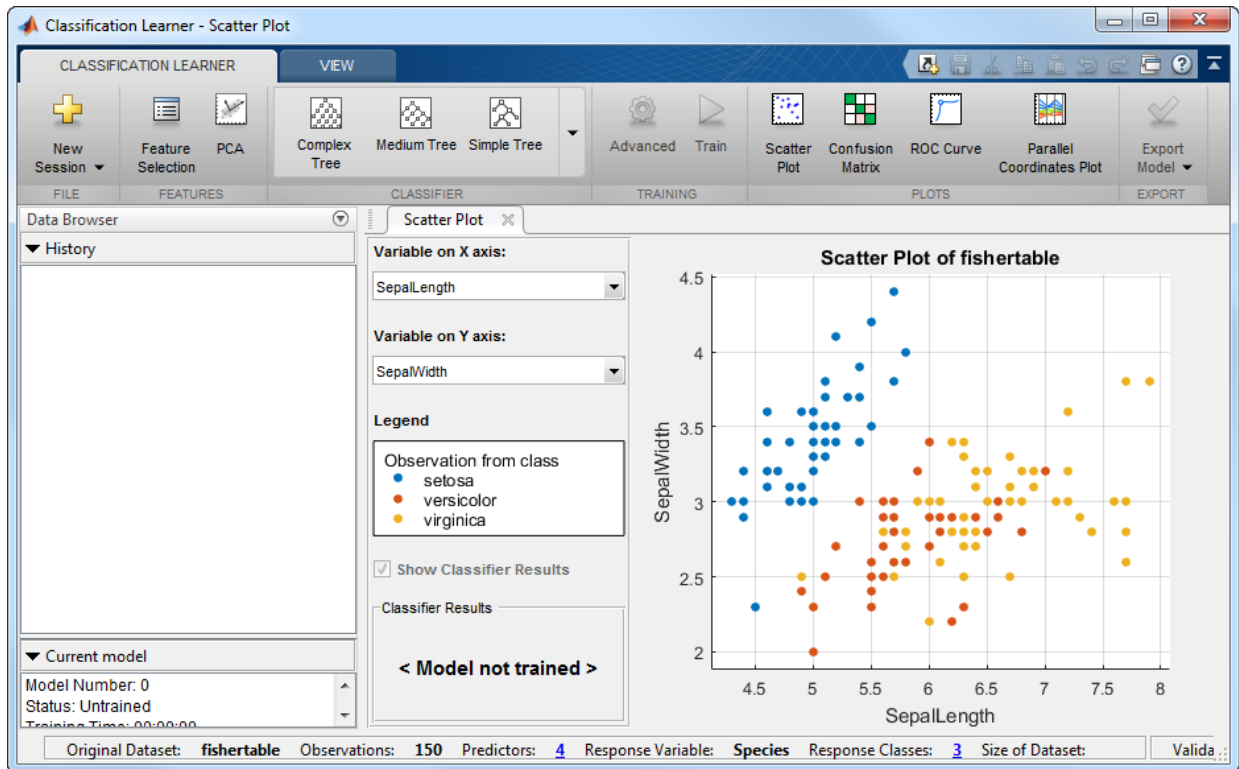 Classification Learner - Scatter Plot
CLASSIFICATION LEARNER
VIEW
New Session
Feature Selection
PCA
Complex Tree
Medium Tree
Simple Tree
Advanced
Train
Scatter Plot
Confusion Matrix
ROC Curve
Parallel Coordinates Plot
Export Model
FILE
FEATURES
CLASSIFIER
TRAINING
PLOTS
EXPORT
Data Browser
History
Current model
Model Number: 0
Status: Untrained
Training Time: 00:00:00
Scatter Plot
Variable on X axis:
SepalLength
Variable on Y axis:
SepalWidth
Legend
Observation from class
setosa
versicolor
virginica
Show Classifier Results
Classifier Results
< Model not trained >
Scatter Plot of fishertable
4.5
4
3.5
3
2.5
2
SepalWidth
4.5 5 5.5 6 6.5 7 7.5 8
SepalLength
Original Dataset: fishertable Observations: 150 Predictors: 4 Response Variable: Species Response Classes: 3 Size of Dataset: Valida